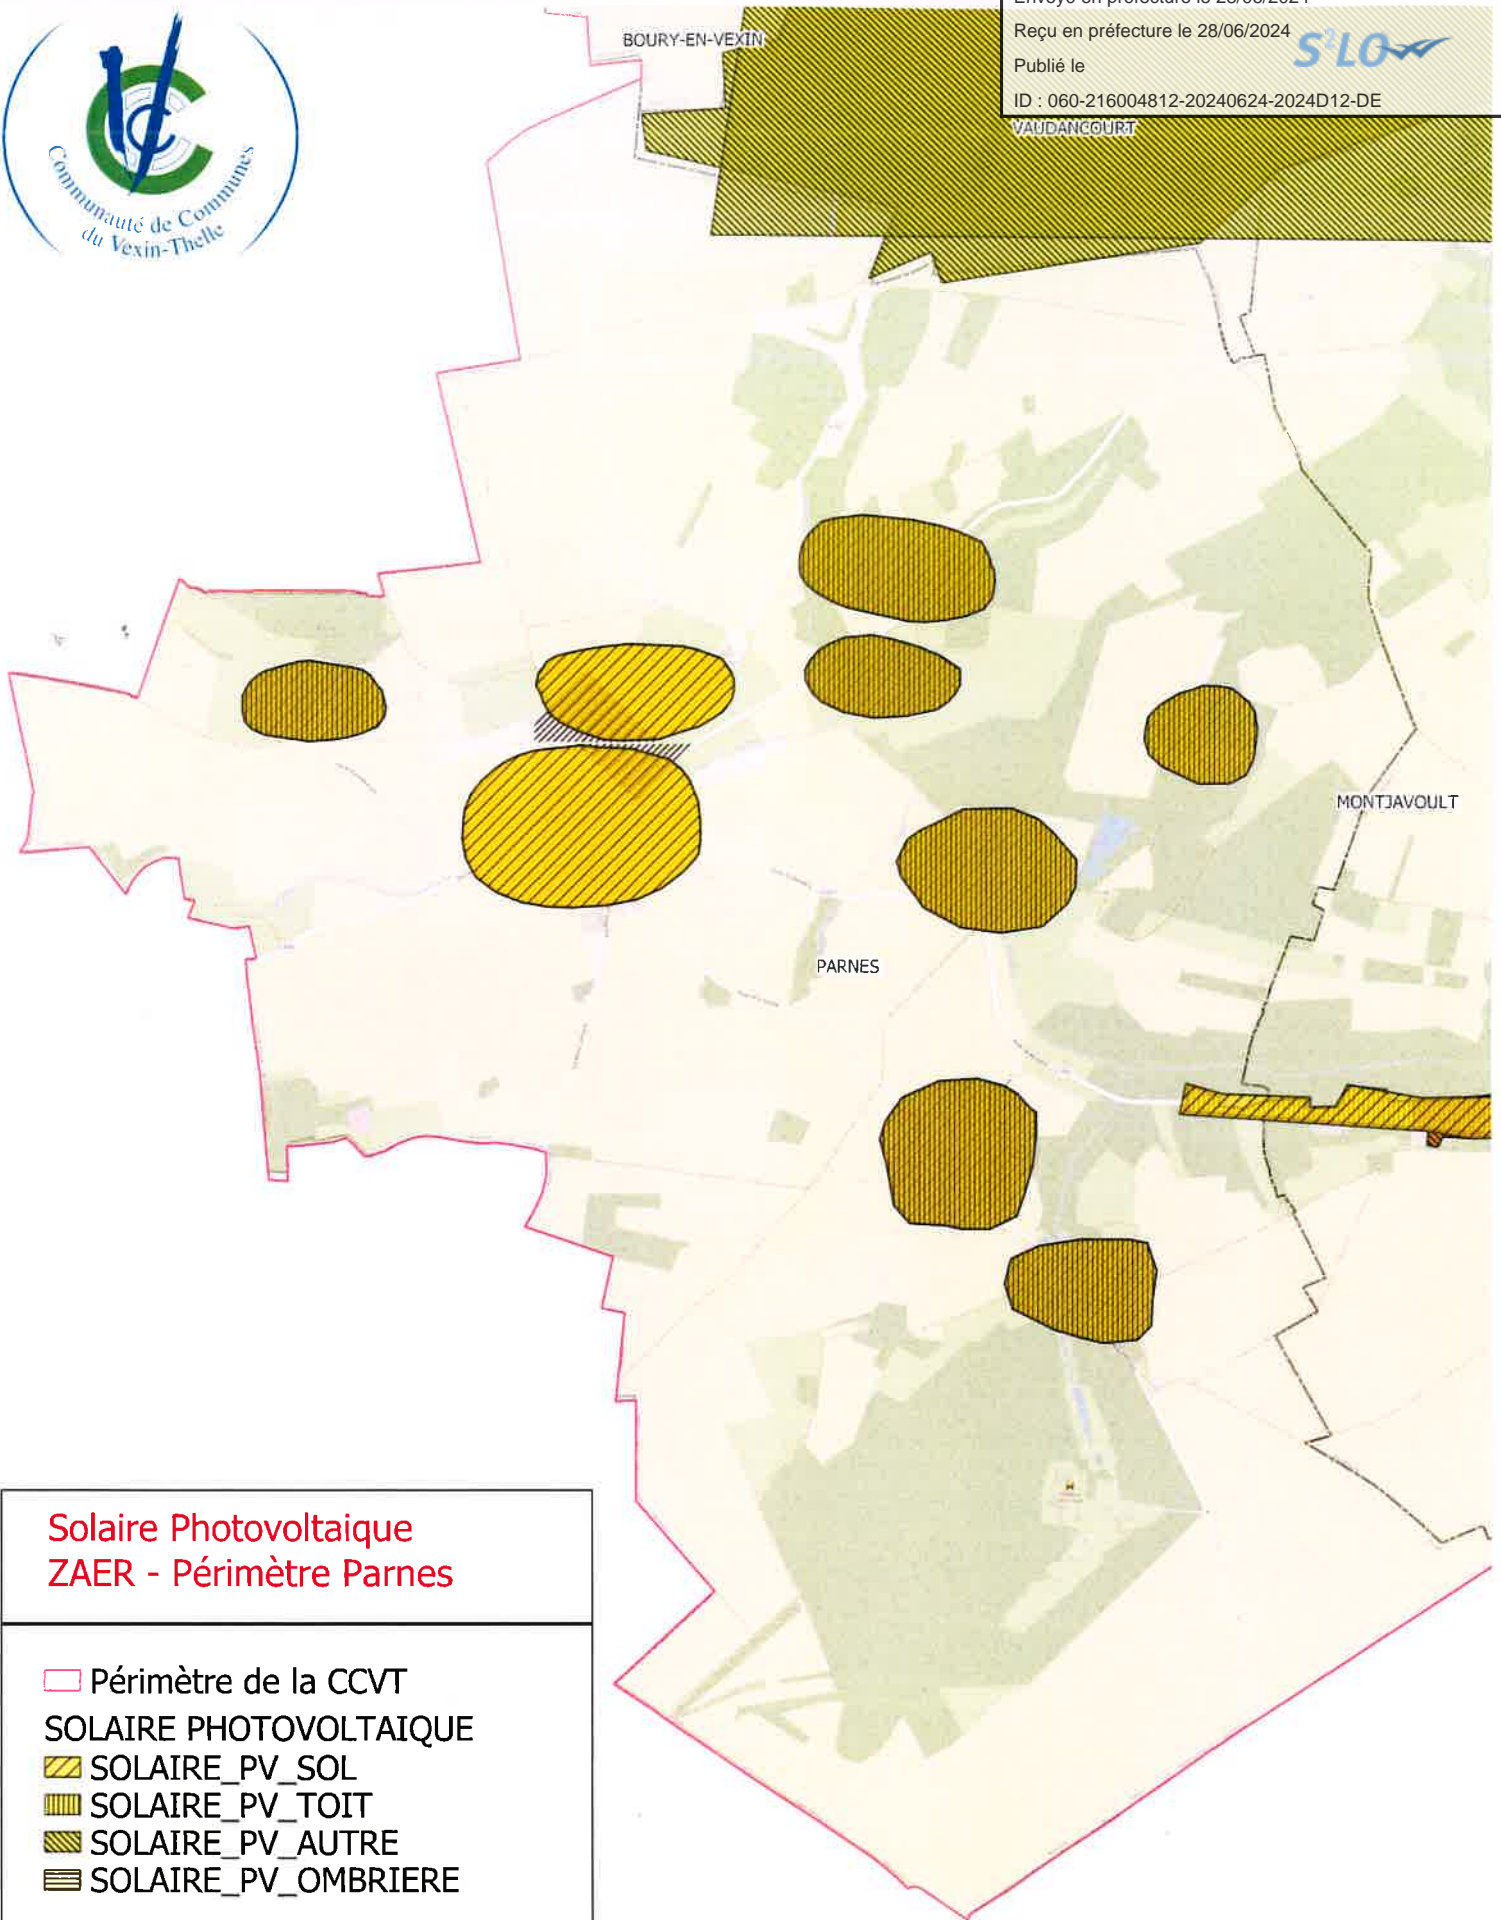 Reçu en préfecture le 28/06/2024
S²LO
Publié le
ID : 060-216004812-20240624-2024D12-DE
BOURY-EN-VEXIN
VAUDANCOURT
VCC
Communauté de Communes
du Vexin-Thelle
MONTJAVOULT
PARNES
Solaire Photovoltaique
ZAER - Périmètre Parnes
Périmètre de la CCVT
SOLAIRE PHOTOVOLTAIQUE
SOLAIRE_PV_SOL
SOLAIRE_PV_TOIT
SOLAIRE_PV_AUTRE
SOLAIRE_PV_OMBRIERE